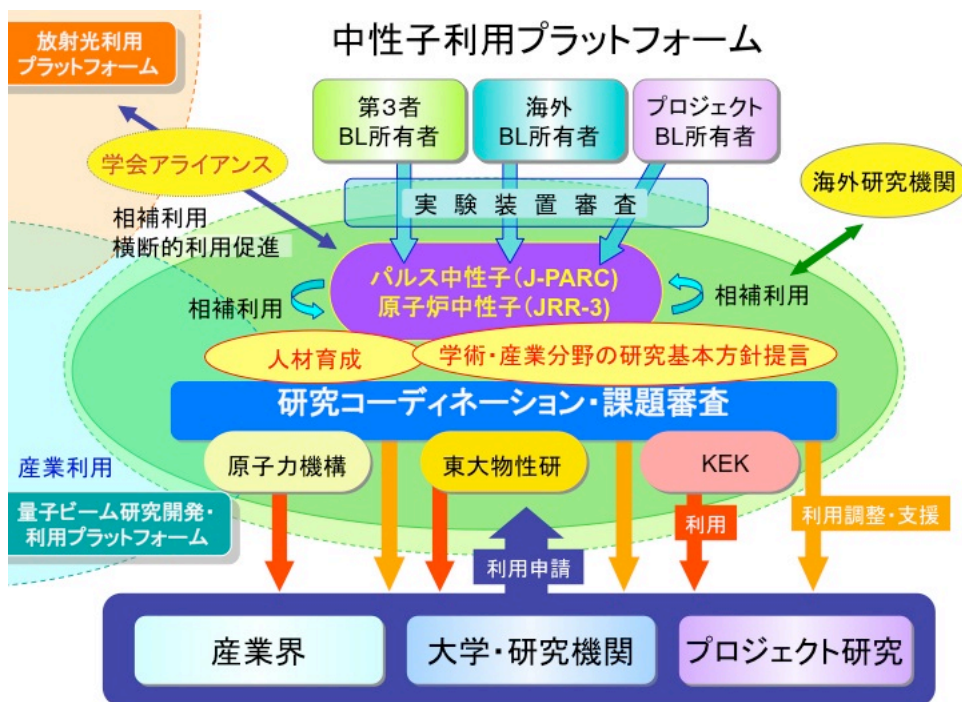 中性子利用プラットフォーム
放射光利用
プラットフォーム
第3者
BL所有者
海外
BL所有者
プロジェクト
BL所有者
学会アライアンス
海外研究機関
実験装置審査
相補利用
横断的利用促進
パルス中性子(J-PARC)
原子炉中性子(JRR-3)
相補利用
相補利用
人材育成
学術・産業分野の研究基本方針提言
研究コーディネーション・課題審査
原子力機構
東大物性研
KEK
産業利用
量子ビーム研究開発・
利用プラットフォーム
利用申請
利用
利用調整・支援
産業界
大学・研究機関
プロジェクト研究